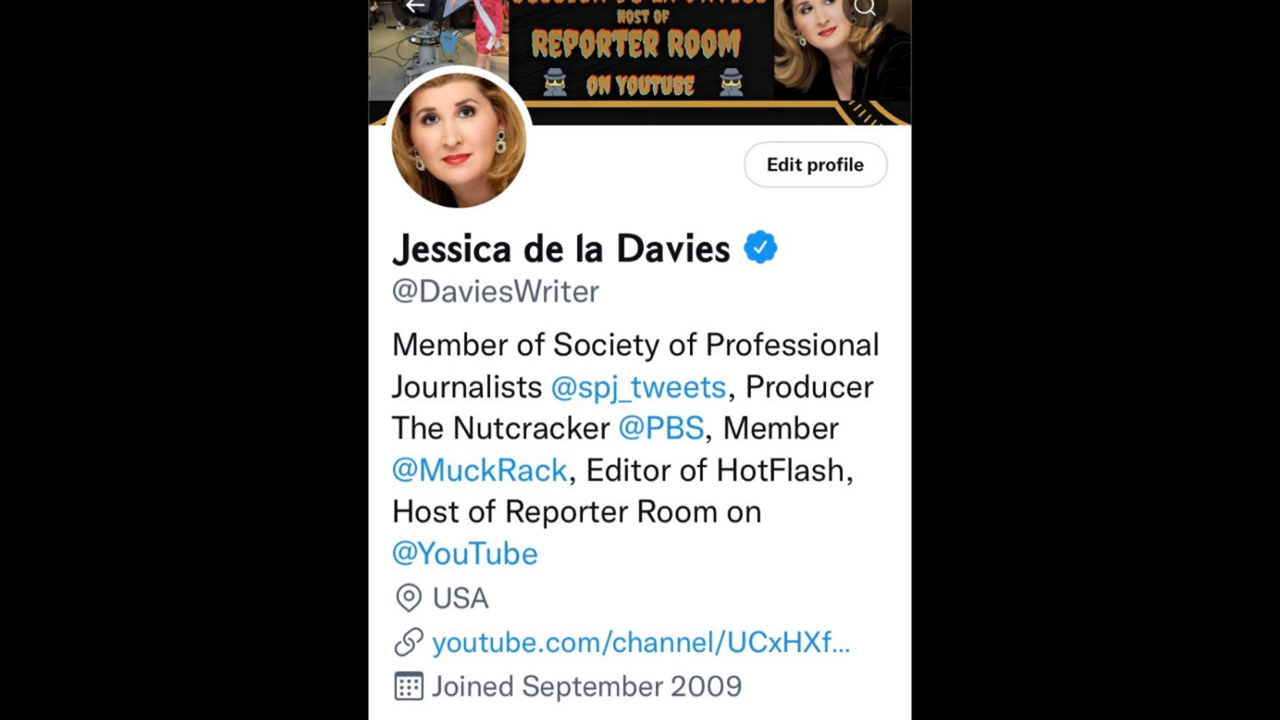 HOST OF
REPORTER ROOM
ON YOUTUBE
Edit profile
Jessica de la Davies
@DaviesWriter
Member of Society of Professional
Journalists @spj_tweets, Producer
The Nutcracker @PBS, Member
@MuckRack, Editor of HotFlash,
Host of Reporter Room on
@YouTube
USA
youtube.com/channel/UCxHXf...
Joined September 2009